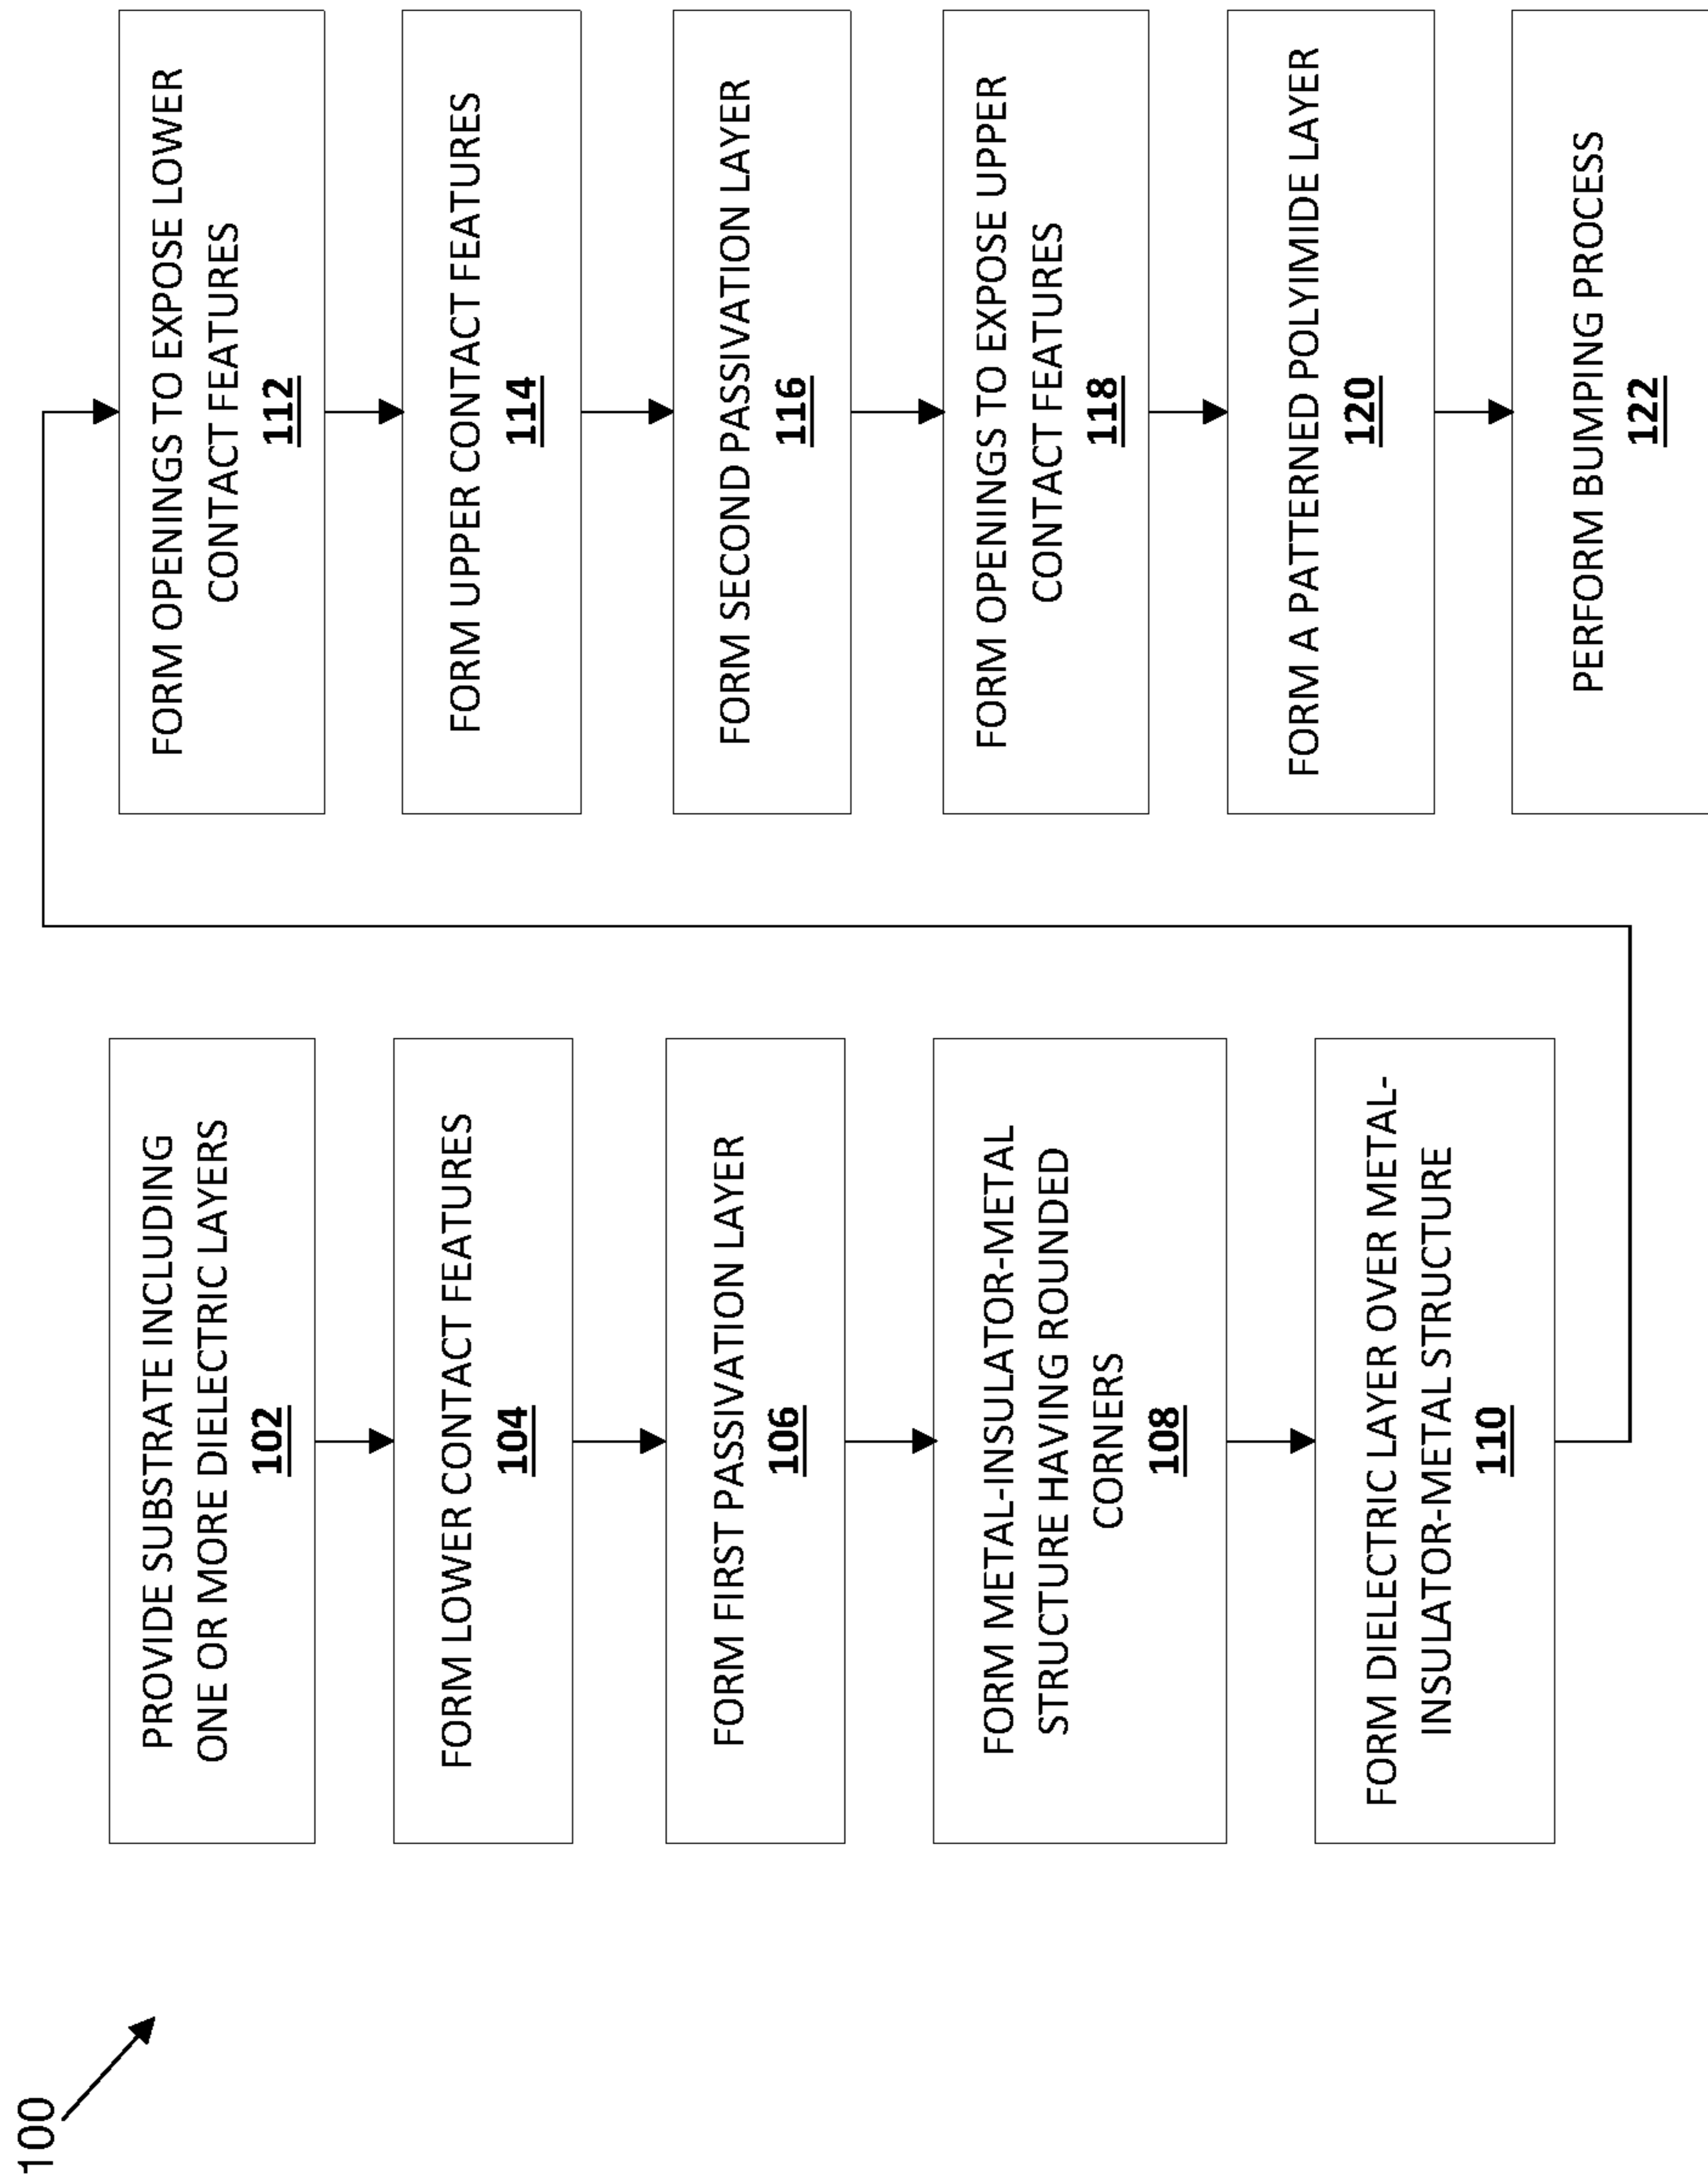 100
PROVIDE SUBSTRATE INCLUDING
ONE OR MORE DIELECTRIC LAYERS
102
FORM LOWER CONTACT FEATURES
104
FORM FIRST PASSIVATION LAYER
106
FORM METAL-INSULATOR-METAL
STRUCTURE HAVING ROUNDED
CORNERS
108
FORM DIELECTRIC LAYER OVER METAL-
INSULATOR-METAL STRUCTURE
110
FORM OPENINGS TO EXPOSE LOWER
CONTACT FEATURES
112
FORM UPPER CONTACT FEATURES
114
FORM SECOND PASSIVATION LAYER
116
FORM OPENINGS TO EXPOSE UPPER
CONTACT FEATURES
118
FORM A PATTERNED POLYIMIDE LAYER
120
PERFORM BUMPING PROCESS
122